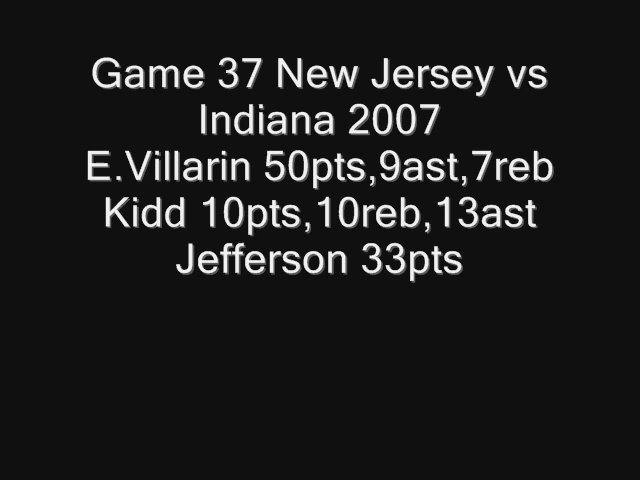 Game 37 New Jersey vs
Indiana 2007
E.Villarin 50pts,9ast,7reb
Kidd 10pts,10reb,13ast
Jefferson 33pts